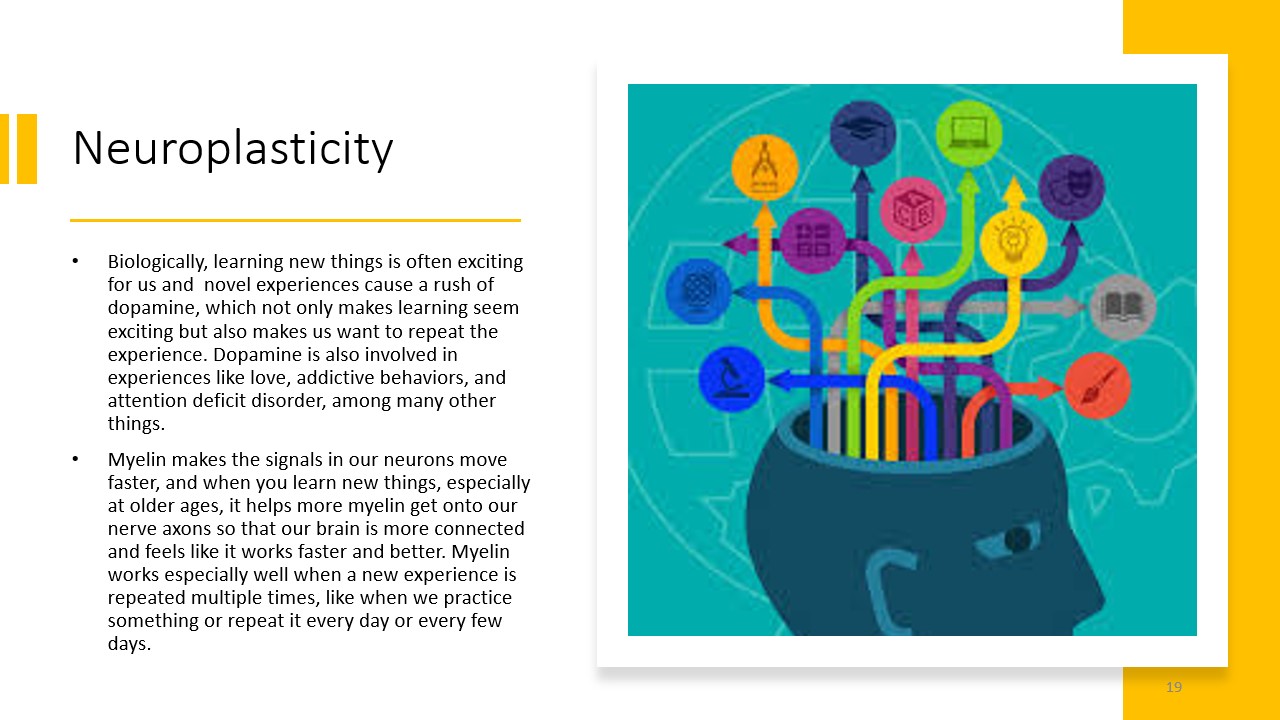 Neuroplasticity
• Biologically, learning new things is often exciting
for us and  novel experiences cause a rush of
dopamine, which not only makes learning seem
exciting but also makes us want to repeat the
experience. Dopamine is also involved in
experiences like love, addictive behaviors, and
attention deficit disorder, among many other
things.
• Myelin makes the signals in our neurons move
faster, and when you learn new things, especially
at older ages, it helps more myelin get onto our
nerve axons so that our brain is more connected
and feels like it works faster and better. Myelin
works especially well when a new experience is
repeated multiple times, like when we practice
something or repeat it every day or every few
days.
A
C B
19